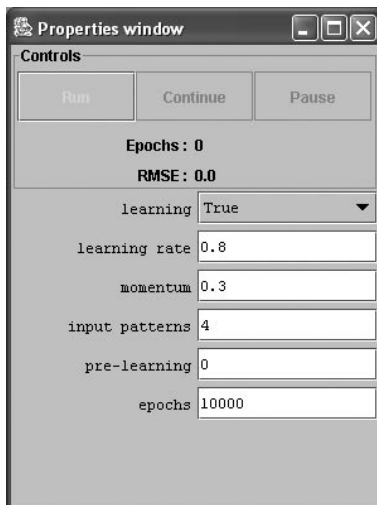 Properties window
Controls
Run Continue Pause
Epochs : 0
RMSE : 0.0
learning True
learning rate 0.8
momentum 0.3
input patterns 4
pre-learning 0
epochs 10000